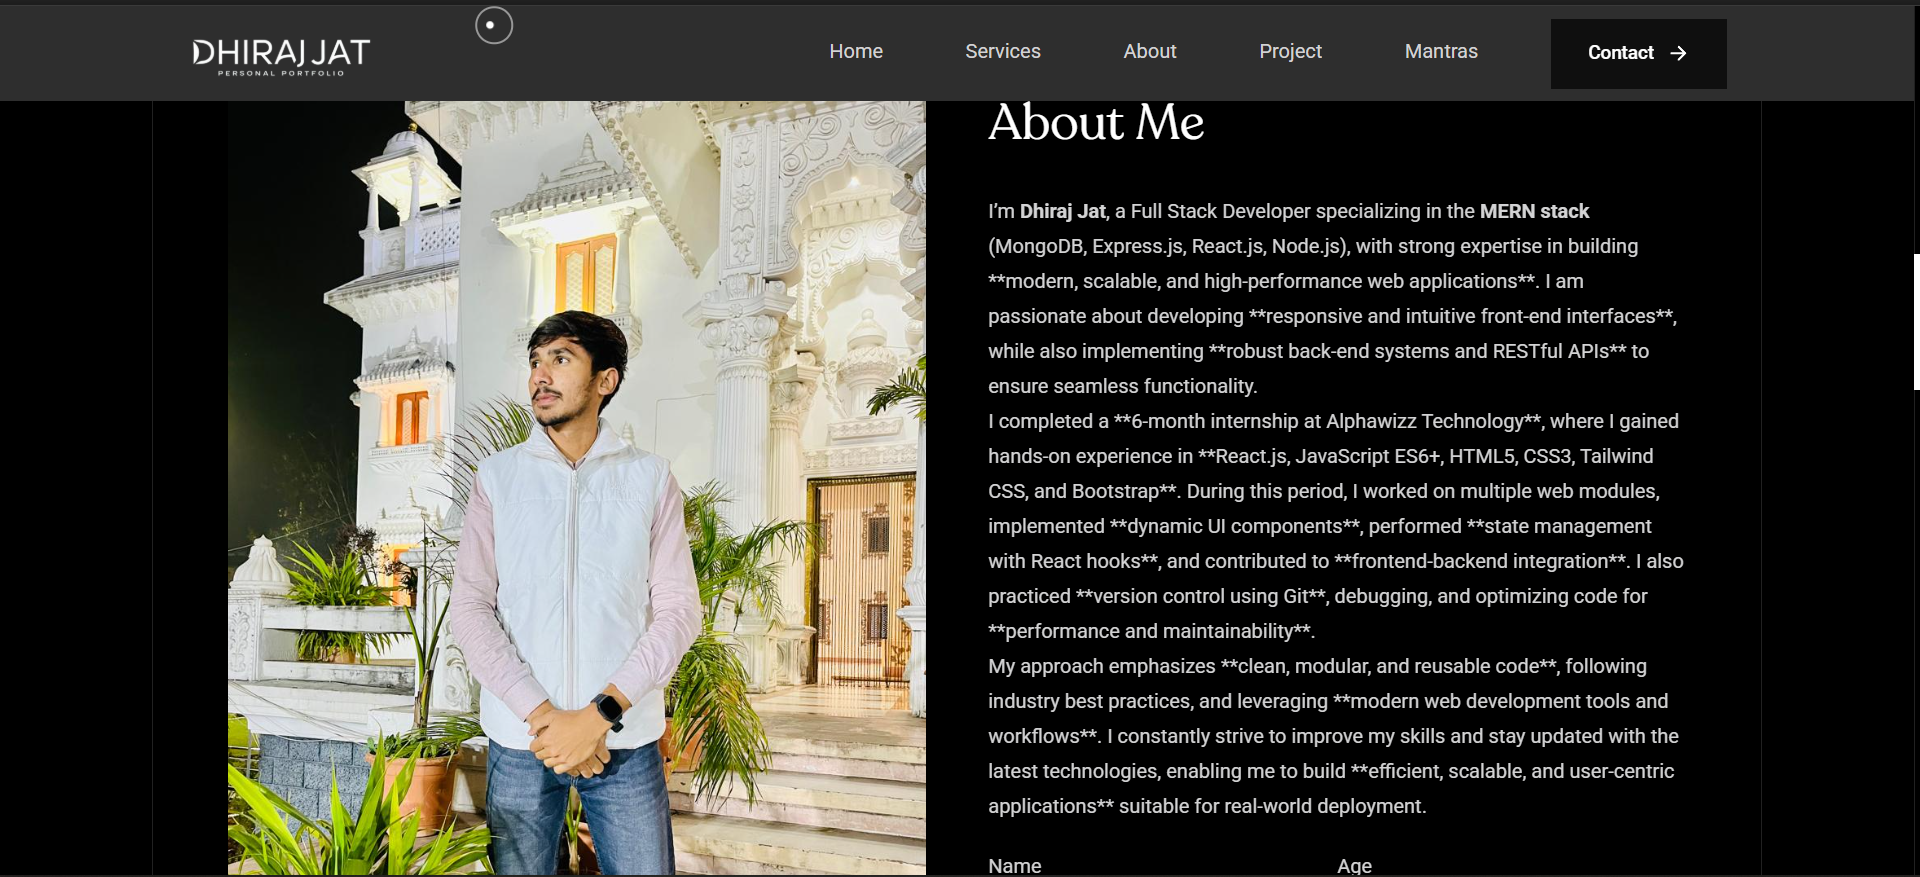 DHIRAJ JAT
PERSONAL PORTFOLIO
Home
Services
About
Project
Mantras
Contact →
About Me
I’m Dhiraj Jat, a Full Stack Developer specializing in the MERN stack
(MongoDB, Express.js, React.js, Node.js), with strong expertise in building
**modern, scalable, and high-performance web applications**. I am
passionate about developing **responsive and intuitive front-end interfaces**,
while also implementing **robust back-end systems and RESTful APIs** to
ensure seamless functionality.
I completed a **6-month internship at Alphawizz Technology**, where I gained
hands-on experience in **React.js, JavaScript ES6+, HTML5, CSS3, Tailwind
CSS, and Bootstrap**. During this period, I worked on multiple web modules,
implemented **dynamic UI components**, performed **state management
with React hooks**, and contributed to **frontend-backend integration**. I also
practiced **version control using Git**, debugging, and optimizing code for
**performance and maintainability**.
My approach emphasizes **clean, modular, and reusable code**, following
industry best practices, and leveraging **modern web development tools and
workflows**. I constantly strive to improve my skills and stay updated with the
latest technologies, enabling me to build **efficient, scalable, and user-centric
applications** suitable for real-world deployment.
Name
Age